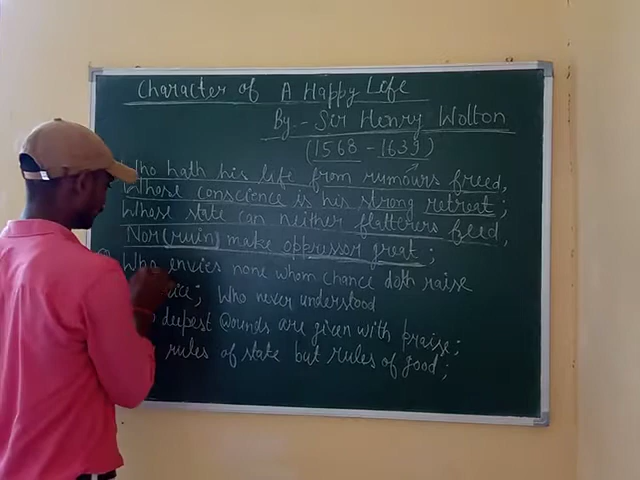 Character of A Happy Life
By :- Sir Henry Wolton
(1568 - 1639)
Who hath his life from rumours freed,
Whose conscience is his strong retreat;
Whose state can neither flatterers feed,
Nor (ruin) make oppressor great;
Who envies none whom chance doth raise
; Who never understood
deepest wounds are given with praise;
rules of state but rules of good;